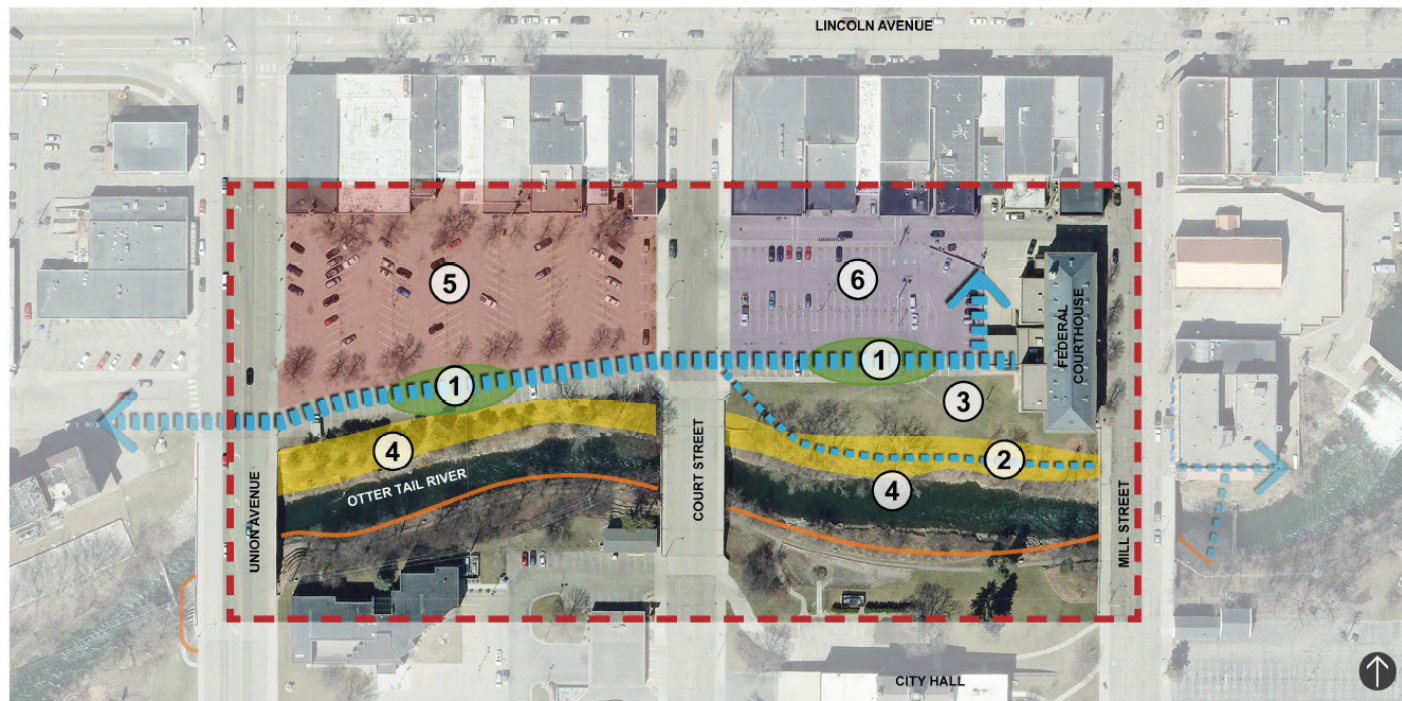 LINCOLN AVENUE
5
6
FEDERAL
COURTHOUSE
1
1
3
4
2
OTTER TAIL RIVER
4
UNION AVENUE
COURT STREET
MILL STREET
CITY HALL